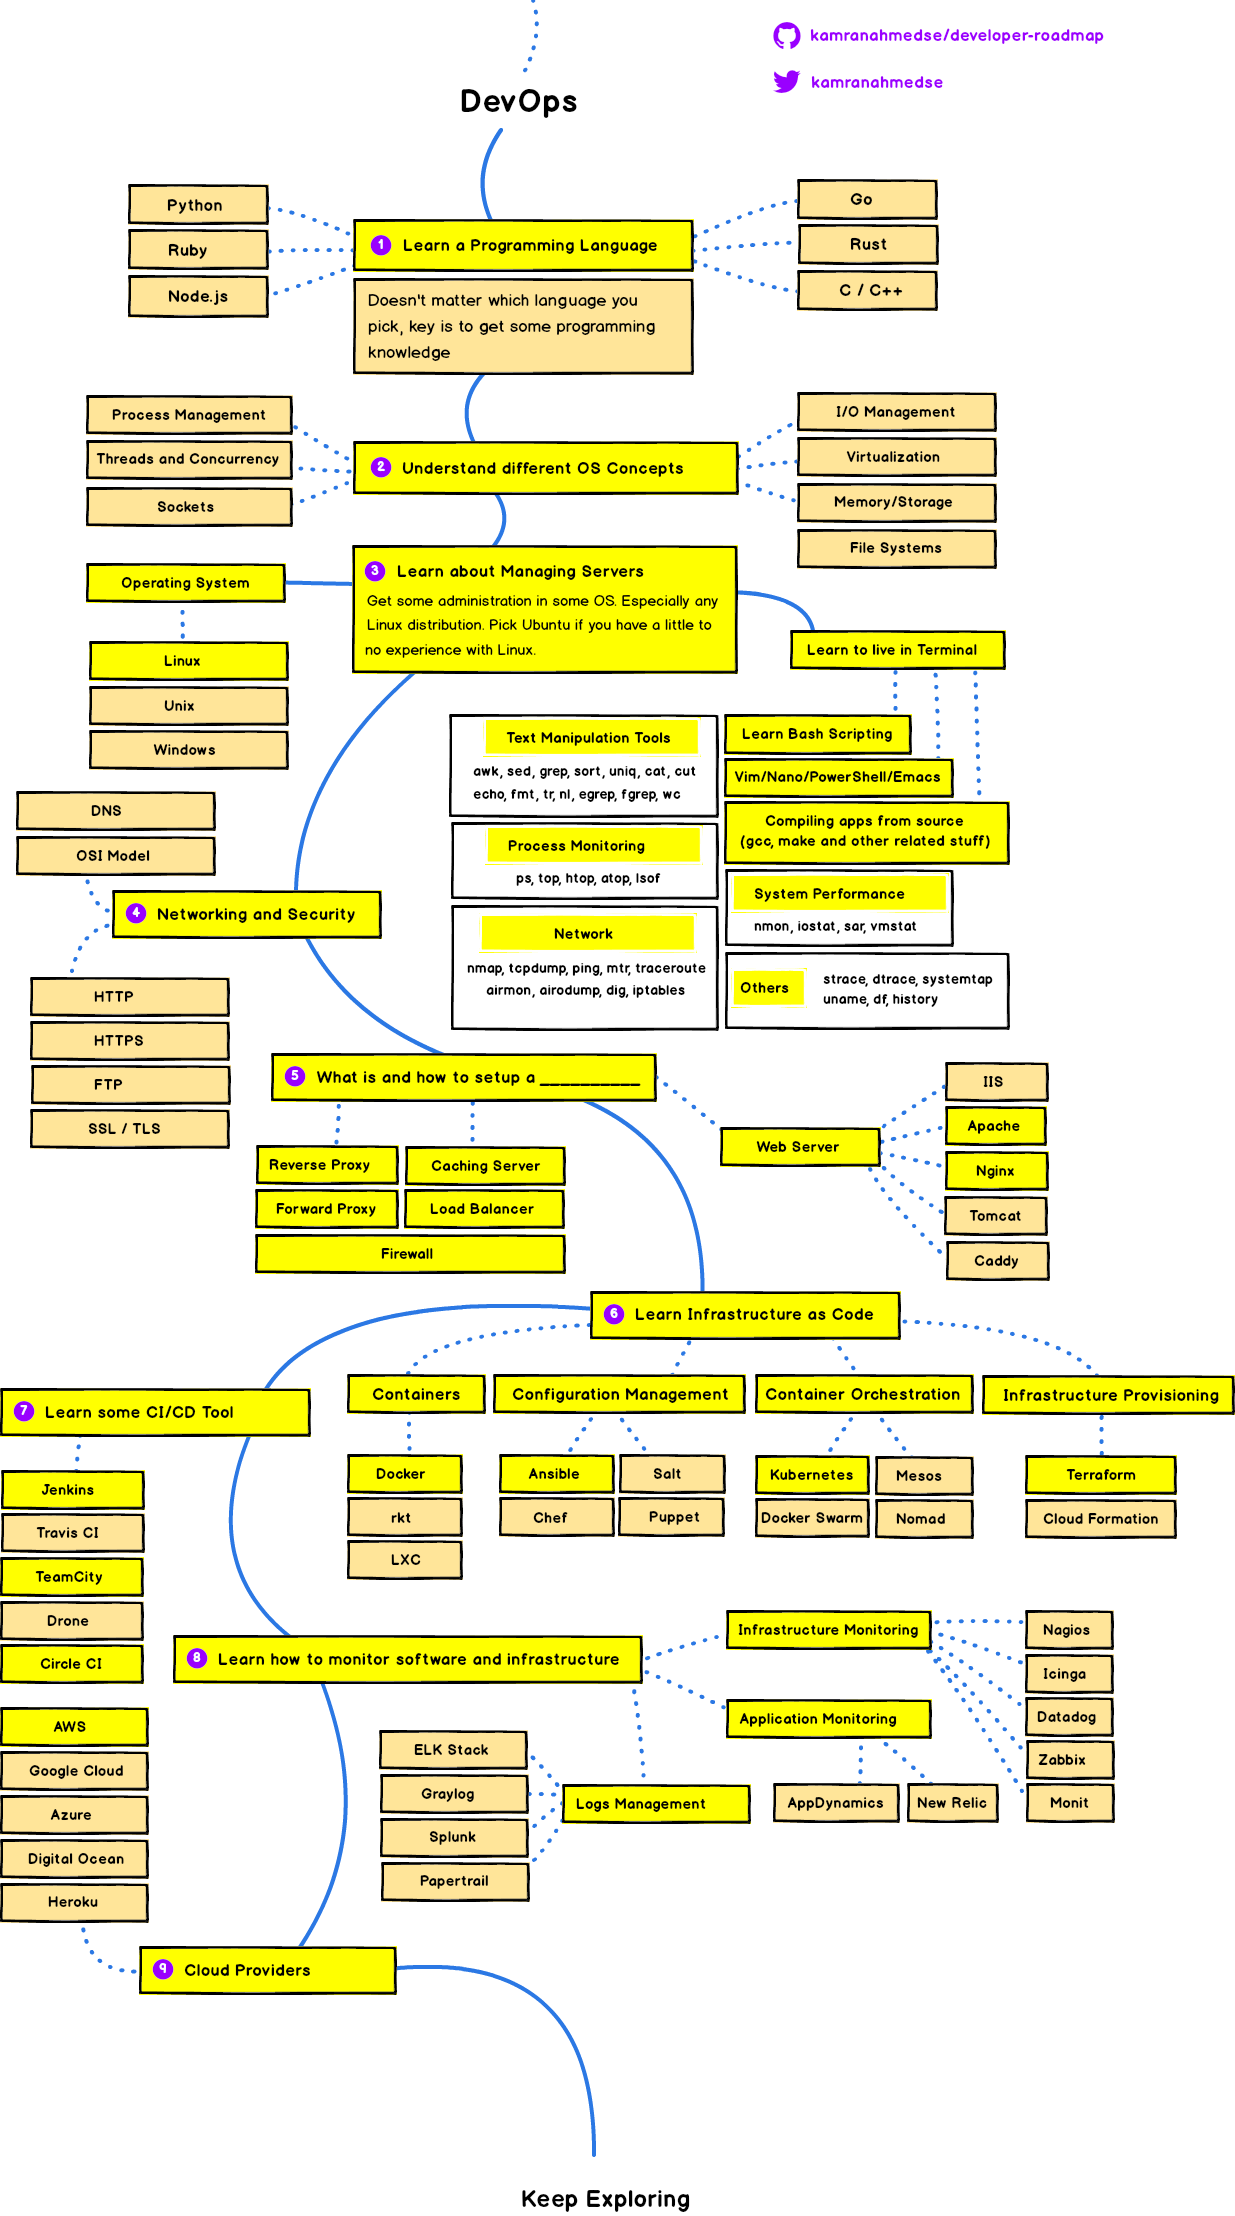 kamranahmedse/developer-roadmap
kamranahmedse
DevOps
Python
Ruby
Node.js
1 Learn a Programming Language
Go
Rust
C / C++
Doesn't matter which language you
pick, key is to get some programming
knowledge
Process Management
Threads and Concurrency
Sockets
2 Understand different OS Concepts
I/O Management
Virtualization
Memory/Storage
File Systems
3 Learn about Managing Servers
Get some administration in some OS. Especially any
Linux distribution. Pick Ubuntu if you have a little to
no experience with Linux.
Operating System
Linux
Unix
Windows
Learn to live in Terminal
Text Manipulation Tools
awk, sed, grep, sort, uniq, cat, cut
echo, fmt, tr, nl, egrep, fgrep, wc
Process Monitoring
ps, top, htop, atop, lsof
Network
nmap, tcpdump, ping, mtr, traceroute
airmon, airodump, dig, iptables
Learn Bash Scripting
Vim/Nano/PowerShell/Emacs
Compiling apps from source
(gcc, make and other related stuff)
System Performance
nmon, iostat, sar, vmstat
Others
strace, dtrace, systemtap
uname, df, history
DNS
OSI Model
4 Networking and Security
HTTP
HTTPS
FTP
SSL / TLS
5 What is and how to setup a __________
Reverse Proxy
Caching Server
Forward Proxy
Load Balancer
Firewall
Web Server
IIS
Apache
Nginx
Tomcat
Caddy
6 Learn Infrastructure as Code
Containers
Docker
rkt
LXC
Configuration Management
Ansible
Salt
Chef
Puppet
Container Orchestration
Kubernetes
Mesos
Docker Swarm
Nomad
Infrastructure Provisioning
Terraform
Cloud Formation
7 Learn some CI/CD Tool
Jenkins
Travis CI
TeamCity
Drone
Circle CI
8 Learn how to monitor software and infrastructure
Infrastructure Monitoring
Nagios
Icinga
Datadog
Zabbix
Monit
Application Monitoring
AppDynamics
New Relic
Logs Management
ELK Stack
Graylog
Splunk
Papertrail
AWS
Google Cloud
Azure
Digital Ocean
Heroku
9 Cloud Providers
Keep Exploring